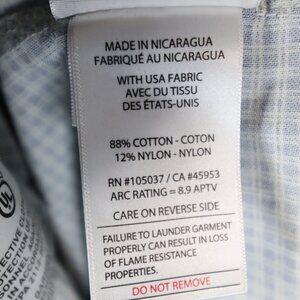 MADE IN NICARAGUA
FABRIQUÉ AU NICARAGUA
WITH USA FABRIC
AVEC DU TISSU
DES ÉTATS-UNIS
88% COTTON - COTON
12% NYLON - NYLON
RN #105037 / CA #45953
ARC RATING = 8.9 APTV
CARE ON REVERSE SIDE
FAILURE TO LAUNDER GARMENT
PROPERLY CAN RESULT IN LOSS
OF FLAME RESISTANCE
PROPERTIES.
DO NOT REMOVE
UL